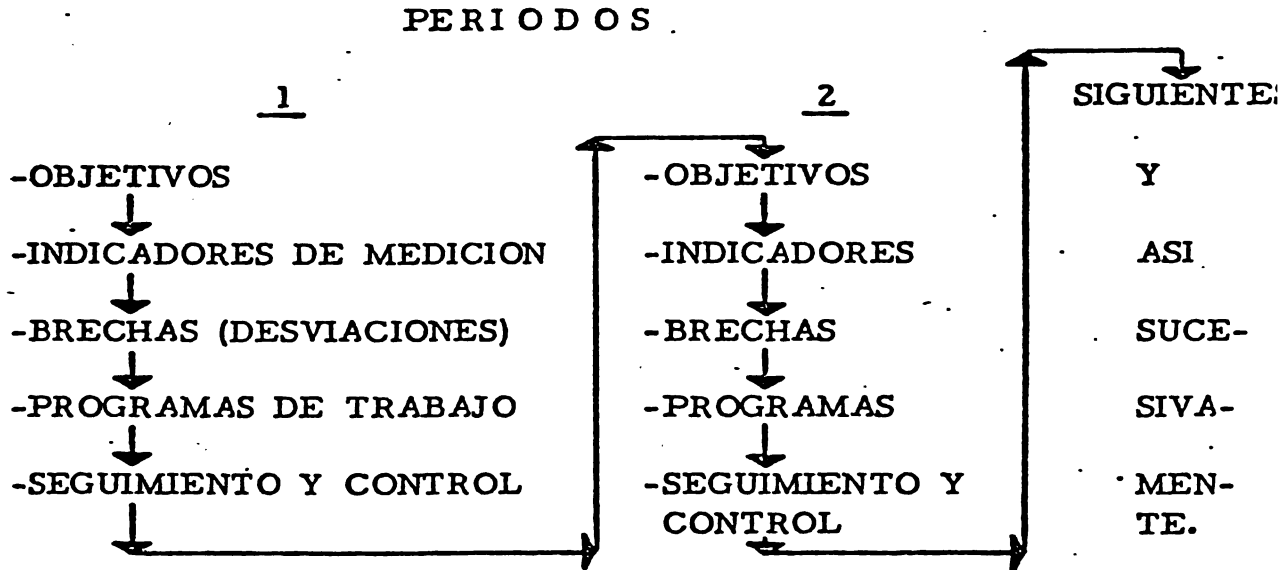 PERIODOS
1
-OBJETIVOS
-INDICADORES DE MEDICION
-BRECHAS (DESVIACIONES)
-PROGRAMAS DE TRABAJO
-SEGUIMIENTO Y CONTROL
2
-OBJETIVOS
-INDICADORES
-BRECHAS
-PROGRAMAS
-SEGUIMIENTO Y
CONTROL
SIGUIENTES
Y
ASI
SUCE-
SIVA-
MEN-
TE.